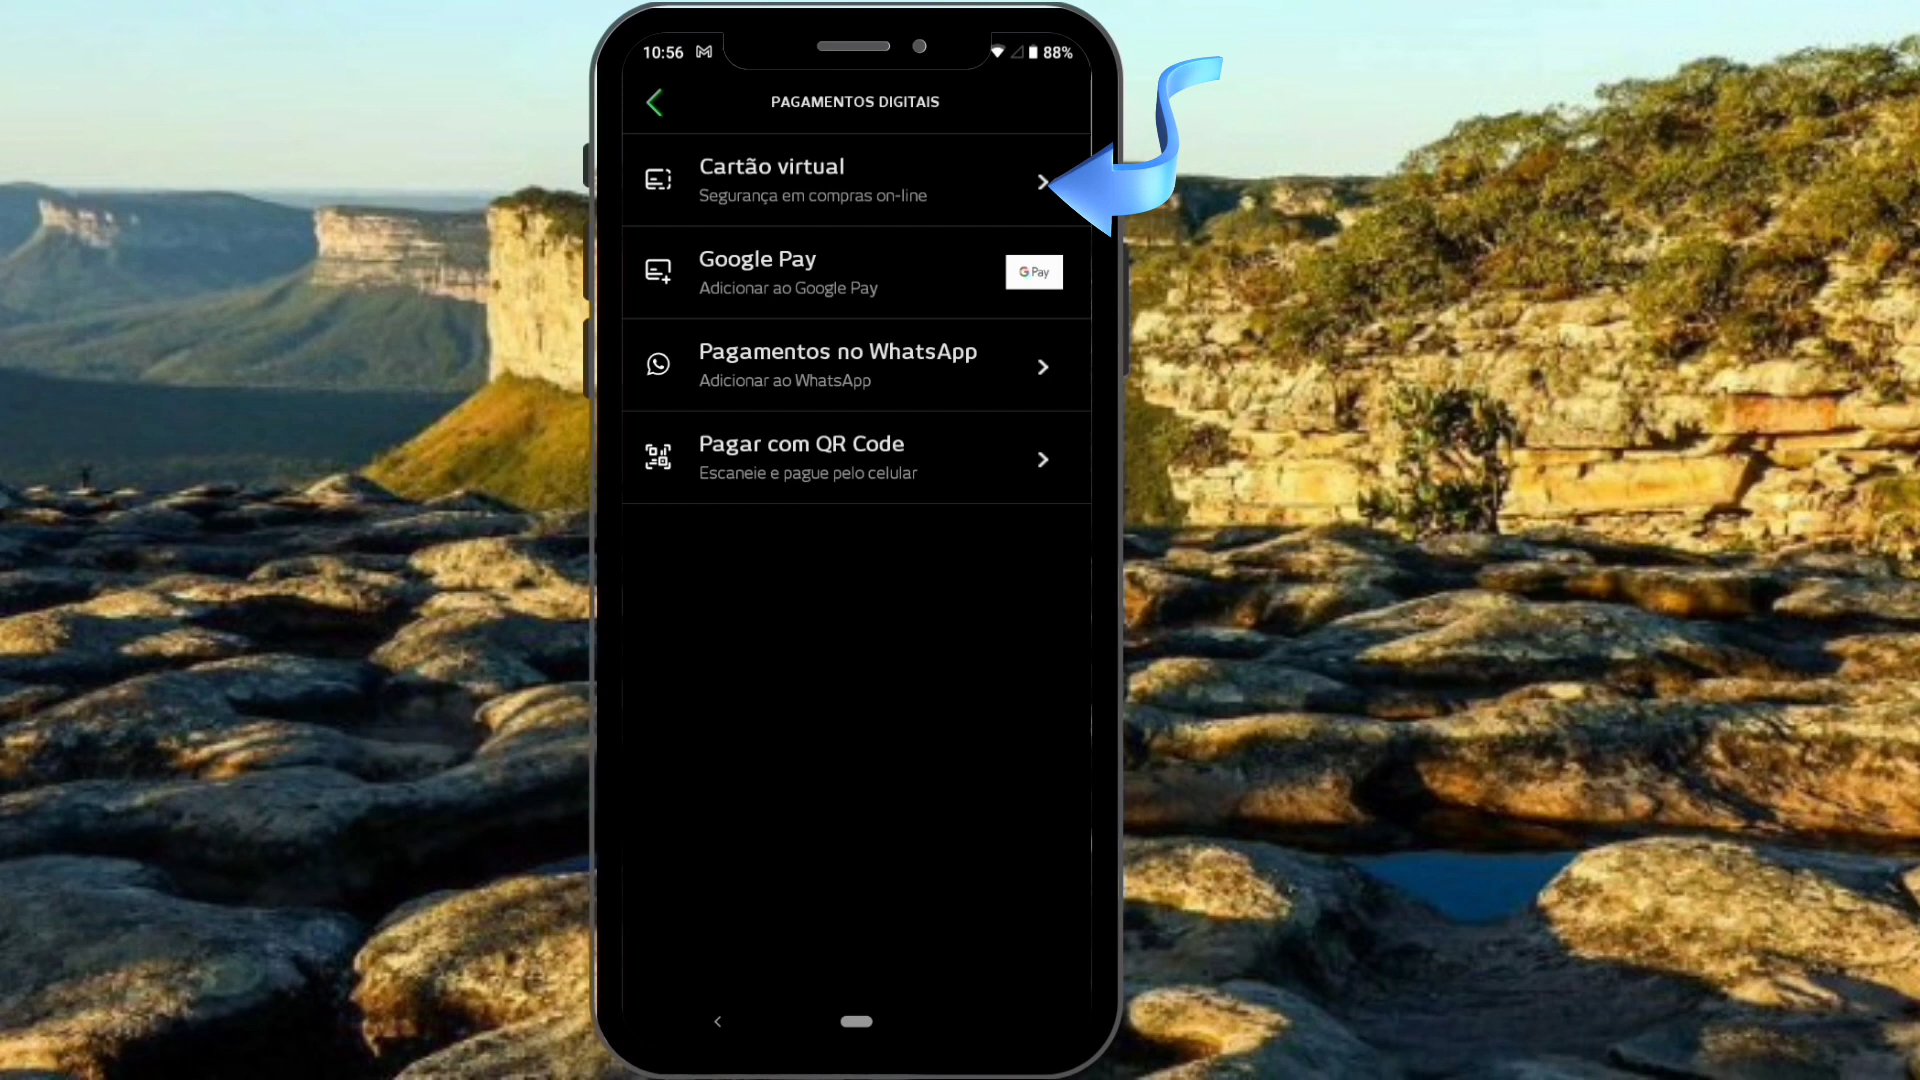 10:56
88%
PAGAMENTOS DIGITAIS
Cartão virtual
Segurança em compras on-line
Google Pay
Adicionar ao Google Pay
G Pay
Pagamentos no WhatsApp
Adicionar ao WhatsApp
Pagar com QR Code
Escaneie e pague pelo celular